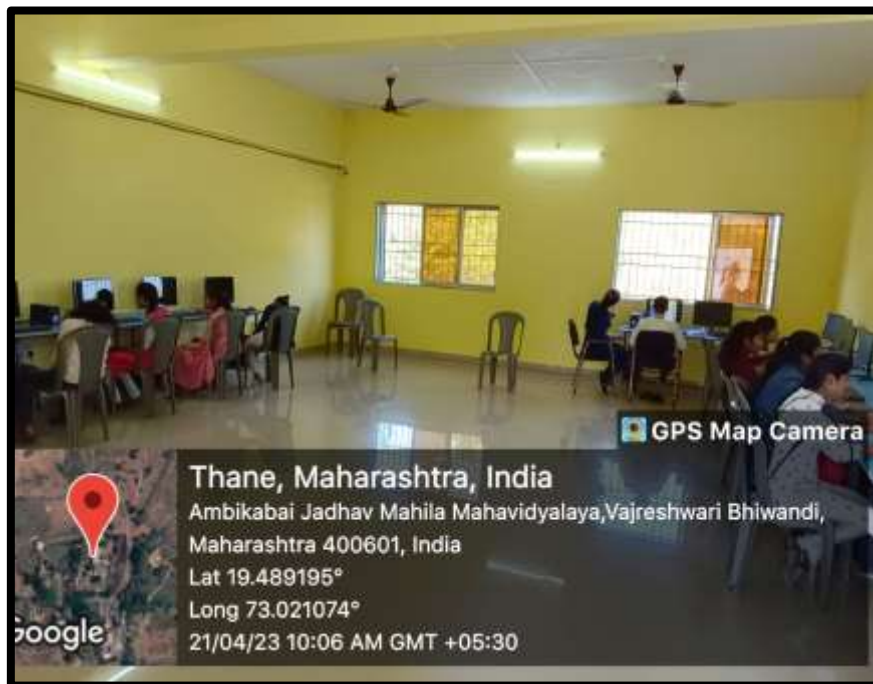 GPS Map Camera
Thane, Maharashtra, India
Ambikabai Jadhav Mahila Mahavidyalaya,Vajreshwari Bhiwandi,
Maharashtra 400601, India
Lat 19.489195°
Long 73.021074°
21/04/23 10:06 AM GMT +05:30
Google